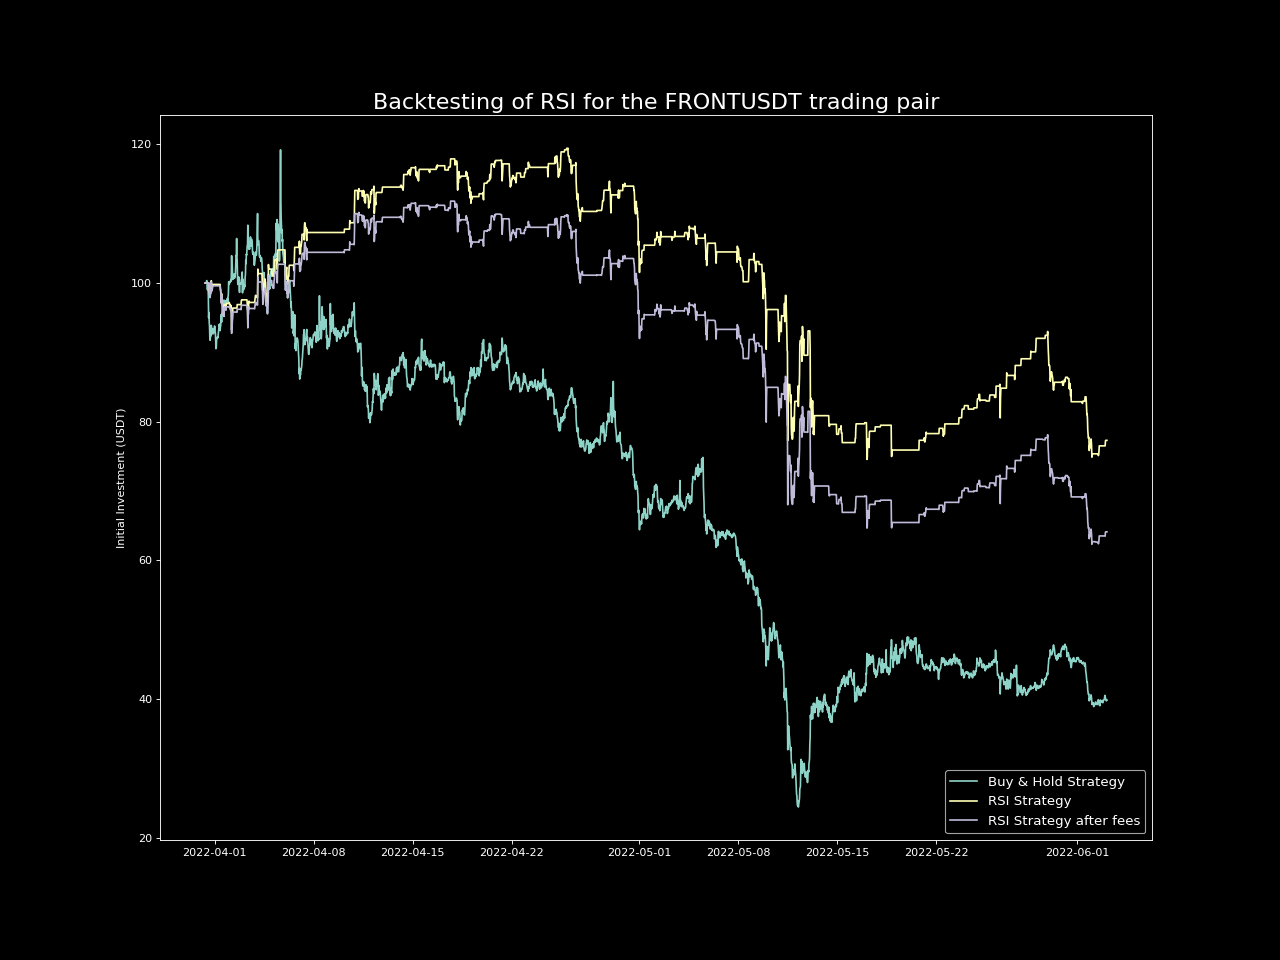 Backtesting of RSI for the FRONTUSDT trading pair
Initial Investment (USDT)
120
100
80
60
40
20
2022-04-01 2022-04-08 2022-04-15 2022-04-22 2022-05-01 2022-05-08 2022-05-15 2022-05-22 2022-06-01
Buy & Hold Strategy
RSI Strategy
RSI Strategy after fees